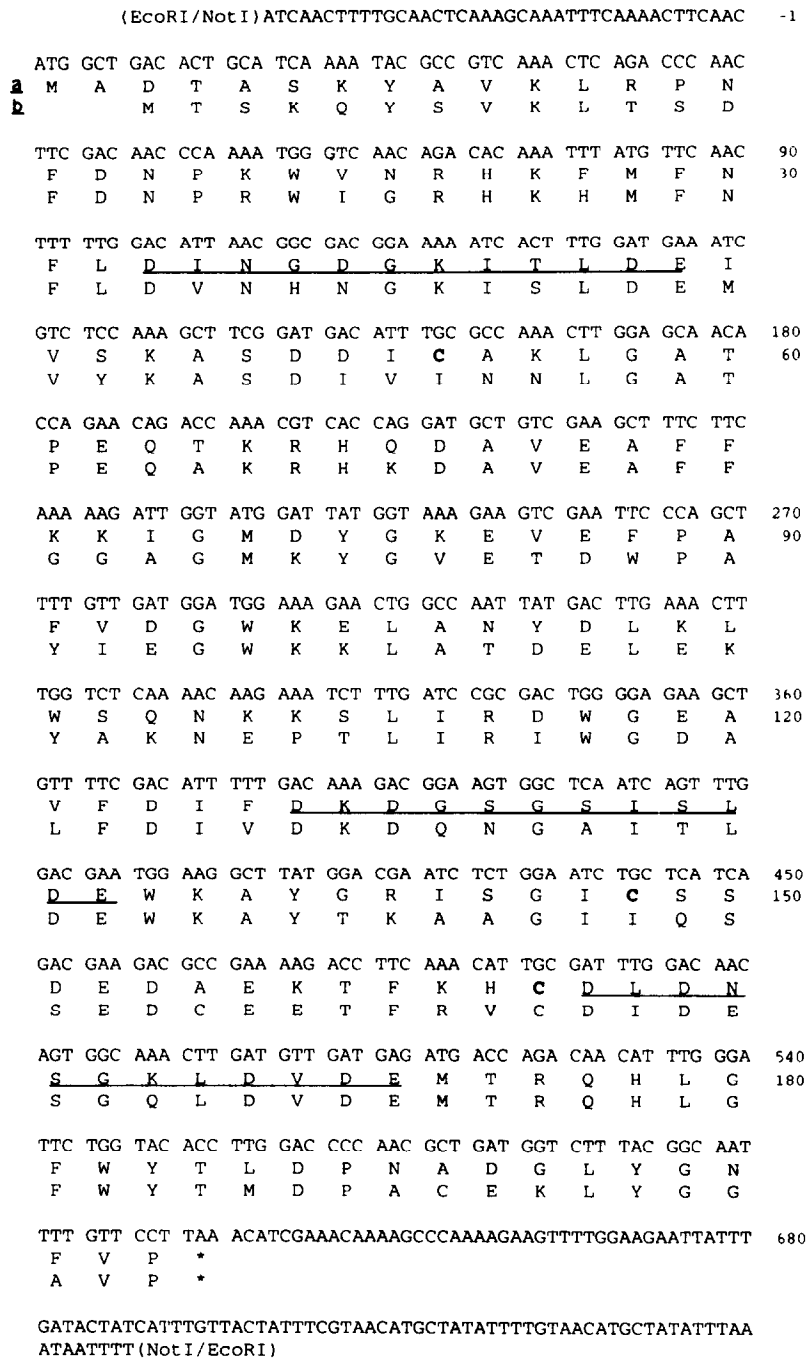 (EcoRI/NotI)ATCAACTTTTGCAACTCAAAGCAAATTTCAAAACTTCAAC -1
ATG GCT GAC ACT GCA TCA AAA TAC GCC GTC AAA CTC AGA CCC AAC
a M A D T A S K Y A V K L R P N
b M T S K Q Y S V K L T S D
TTC GAC AAC CCA AAA TGG GTC AAC AGA CAC AAA TTT ATG TTC AAC 90
F D N P K W V N R H K F M F N 30
F D N P R W I G R H K H M F N
TTT TTG GAC ATT AAC GGC GAC GGA AAA ATC ACT TTG GAT GAA ATC
F L D I N G D G K I T L D E I
F L D V N H N G K I S L D E M
GTC TCC AAA GCT TCG GAT GAC ATT TGC GCC AAA CTT GGA GCA ACA 180
V S K A S D D I C A K L G A T 60
V Y K A S D I V I N N L G A T
CCA GAA CAG ACC AAA CGT CAC CAG GAT GCT GTC GAA GCT TTC TTC
P E Q T K R H Q D A V E A F F
P E Q A K R H K D A V E A F F
AAA AAG ATT GGT ATG GAT TAT GGT AAA GAA GTC GAA TTC CCA GCT 270
K K I G M D Y G K E V E F P A 90
G G A G M K Y G V E T D W P A
TTT GTT GAT GGA TGG AAA GAA CTG GCC AAT TAT GAC TTG AAA CTT
F V D G W K E L A N Y D L K L
Y I E G W K K L A T D E L E K
TGG TCT CAA AAC AAG AAA TCT TTG ATC CGC GAC TGG GGA GAA GCT 360
W S Q N K K S L I R D W G E A 120
Y A K N E P T L I R I W G D A
GTT TTC GAC ATT TTT GAC AAA GAC GGA AGT GGC TCA ATC AGT TTG
V F D I F D K D G S G S I S L
L F D I V D K D Q N G A I T L
GAC GAA TGG AAG GCT TAT GGA CGA ATC TCT GGA ATC TGC TCA TCA 450
D E W K A Y G R I S G I C S S 150
D E W K A Y T K A A G I I Q S
GAC GAA GAC GCC GAA AAG ACC TTC AAA CAT TGC GAT TTG GAC AAC
D E D A E K T F K H C D L D N
S E D C E E T F R V C D I D E
AGT GGC AAA CTT GAT GTT GAT GAG ATG ACC AGA CAA CAT TTG GGA 540
S G K L D V D E M T R Q H L G 180
S G Q L D V D E M T R Q H L G
TTC TGG TAC ACC TTG GAC CCC AAC GCT GAT GGT CTT TAC GGC AAT
F W Y T L D P N A D G L Y G N
F W Y T M D P A C E K L Y G G
TTT GTT CCT TAA ACATCGAAACAAAAGCCCAAAAGAAGTTTTGGAAGAATTATTT 680
F V P *
A V P *
GATACTATCATTTGTTACTATTTCGTAACATGCTATATTTTGTAACATGCTATATTTAA
ATAATTTT(NotI/EcoRI)